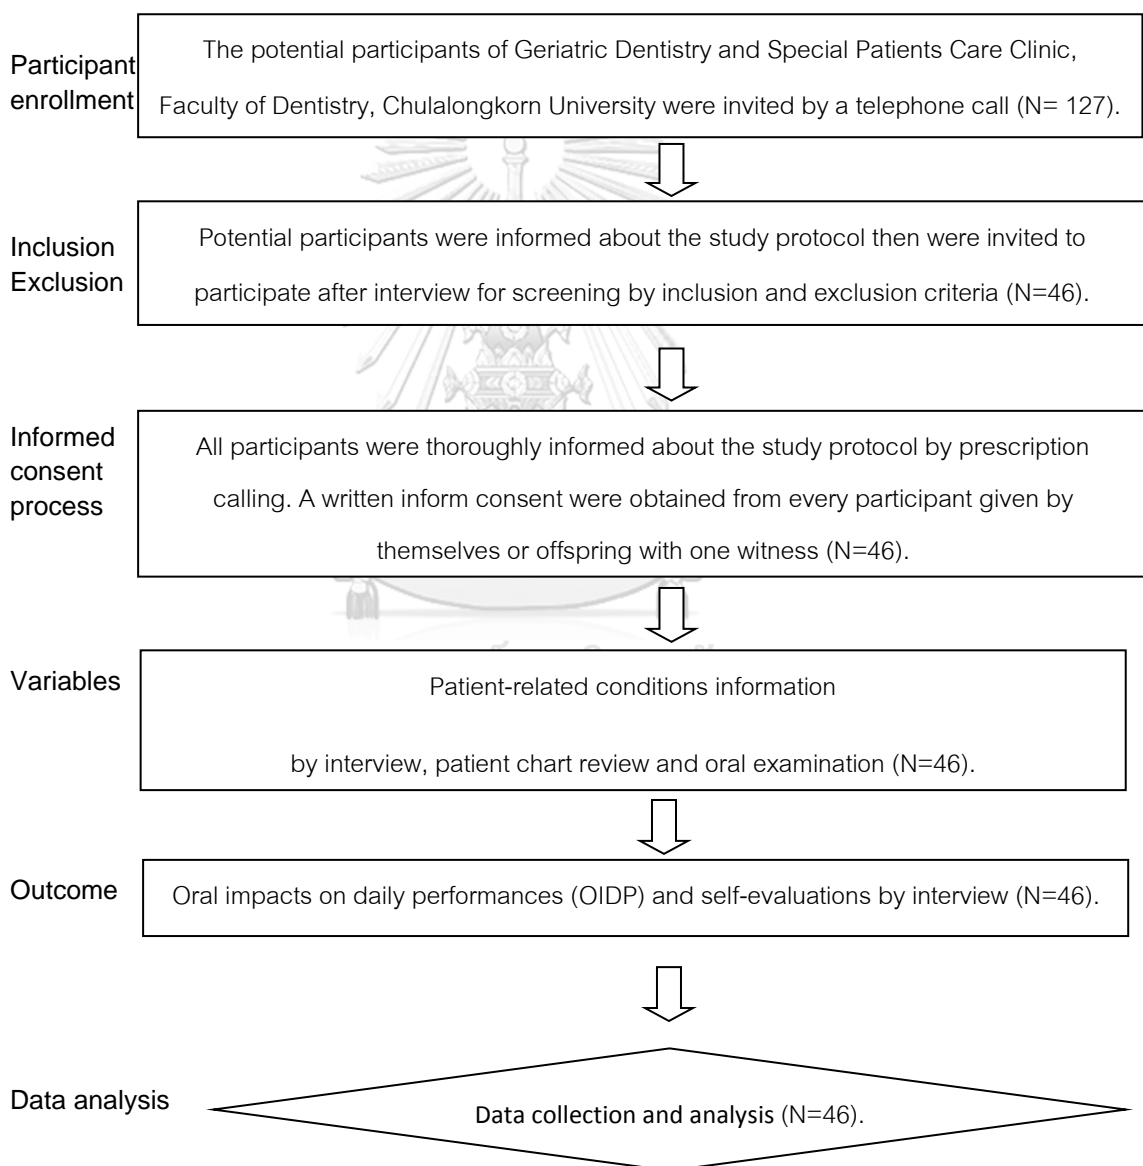 Participant
enrollment
The potential participants of Geriatric Dentistry and Special Patients Care Clinic,
Faculty of Dentistry, Chulalongkorn University were invited by a telephone call (N= 127).
Inclusion
Exclusion
Potential participants were informed about the study protocol then were invited to
participate after interview for screening by inclusion and exclusion criteria (N=46).
Informed
consent
process
All participants were thoroughly informed about the study protocol by prescription
calling. A written inform consent were obtained from every participant given by
themselves or offspring with one witness (N=46).
Variables
Patient-related conditions information
by interview, patient chart review and oral examination (N=46).
Outcome
Oral impacts on daily performances (OIDP) and self-evaluations by interview (N=46).
Data analysis
Data collection and analysis (N=46).